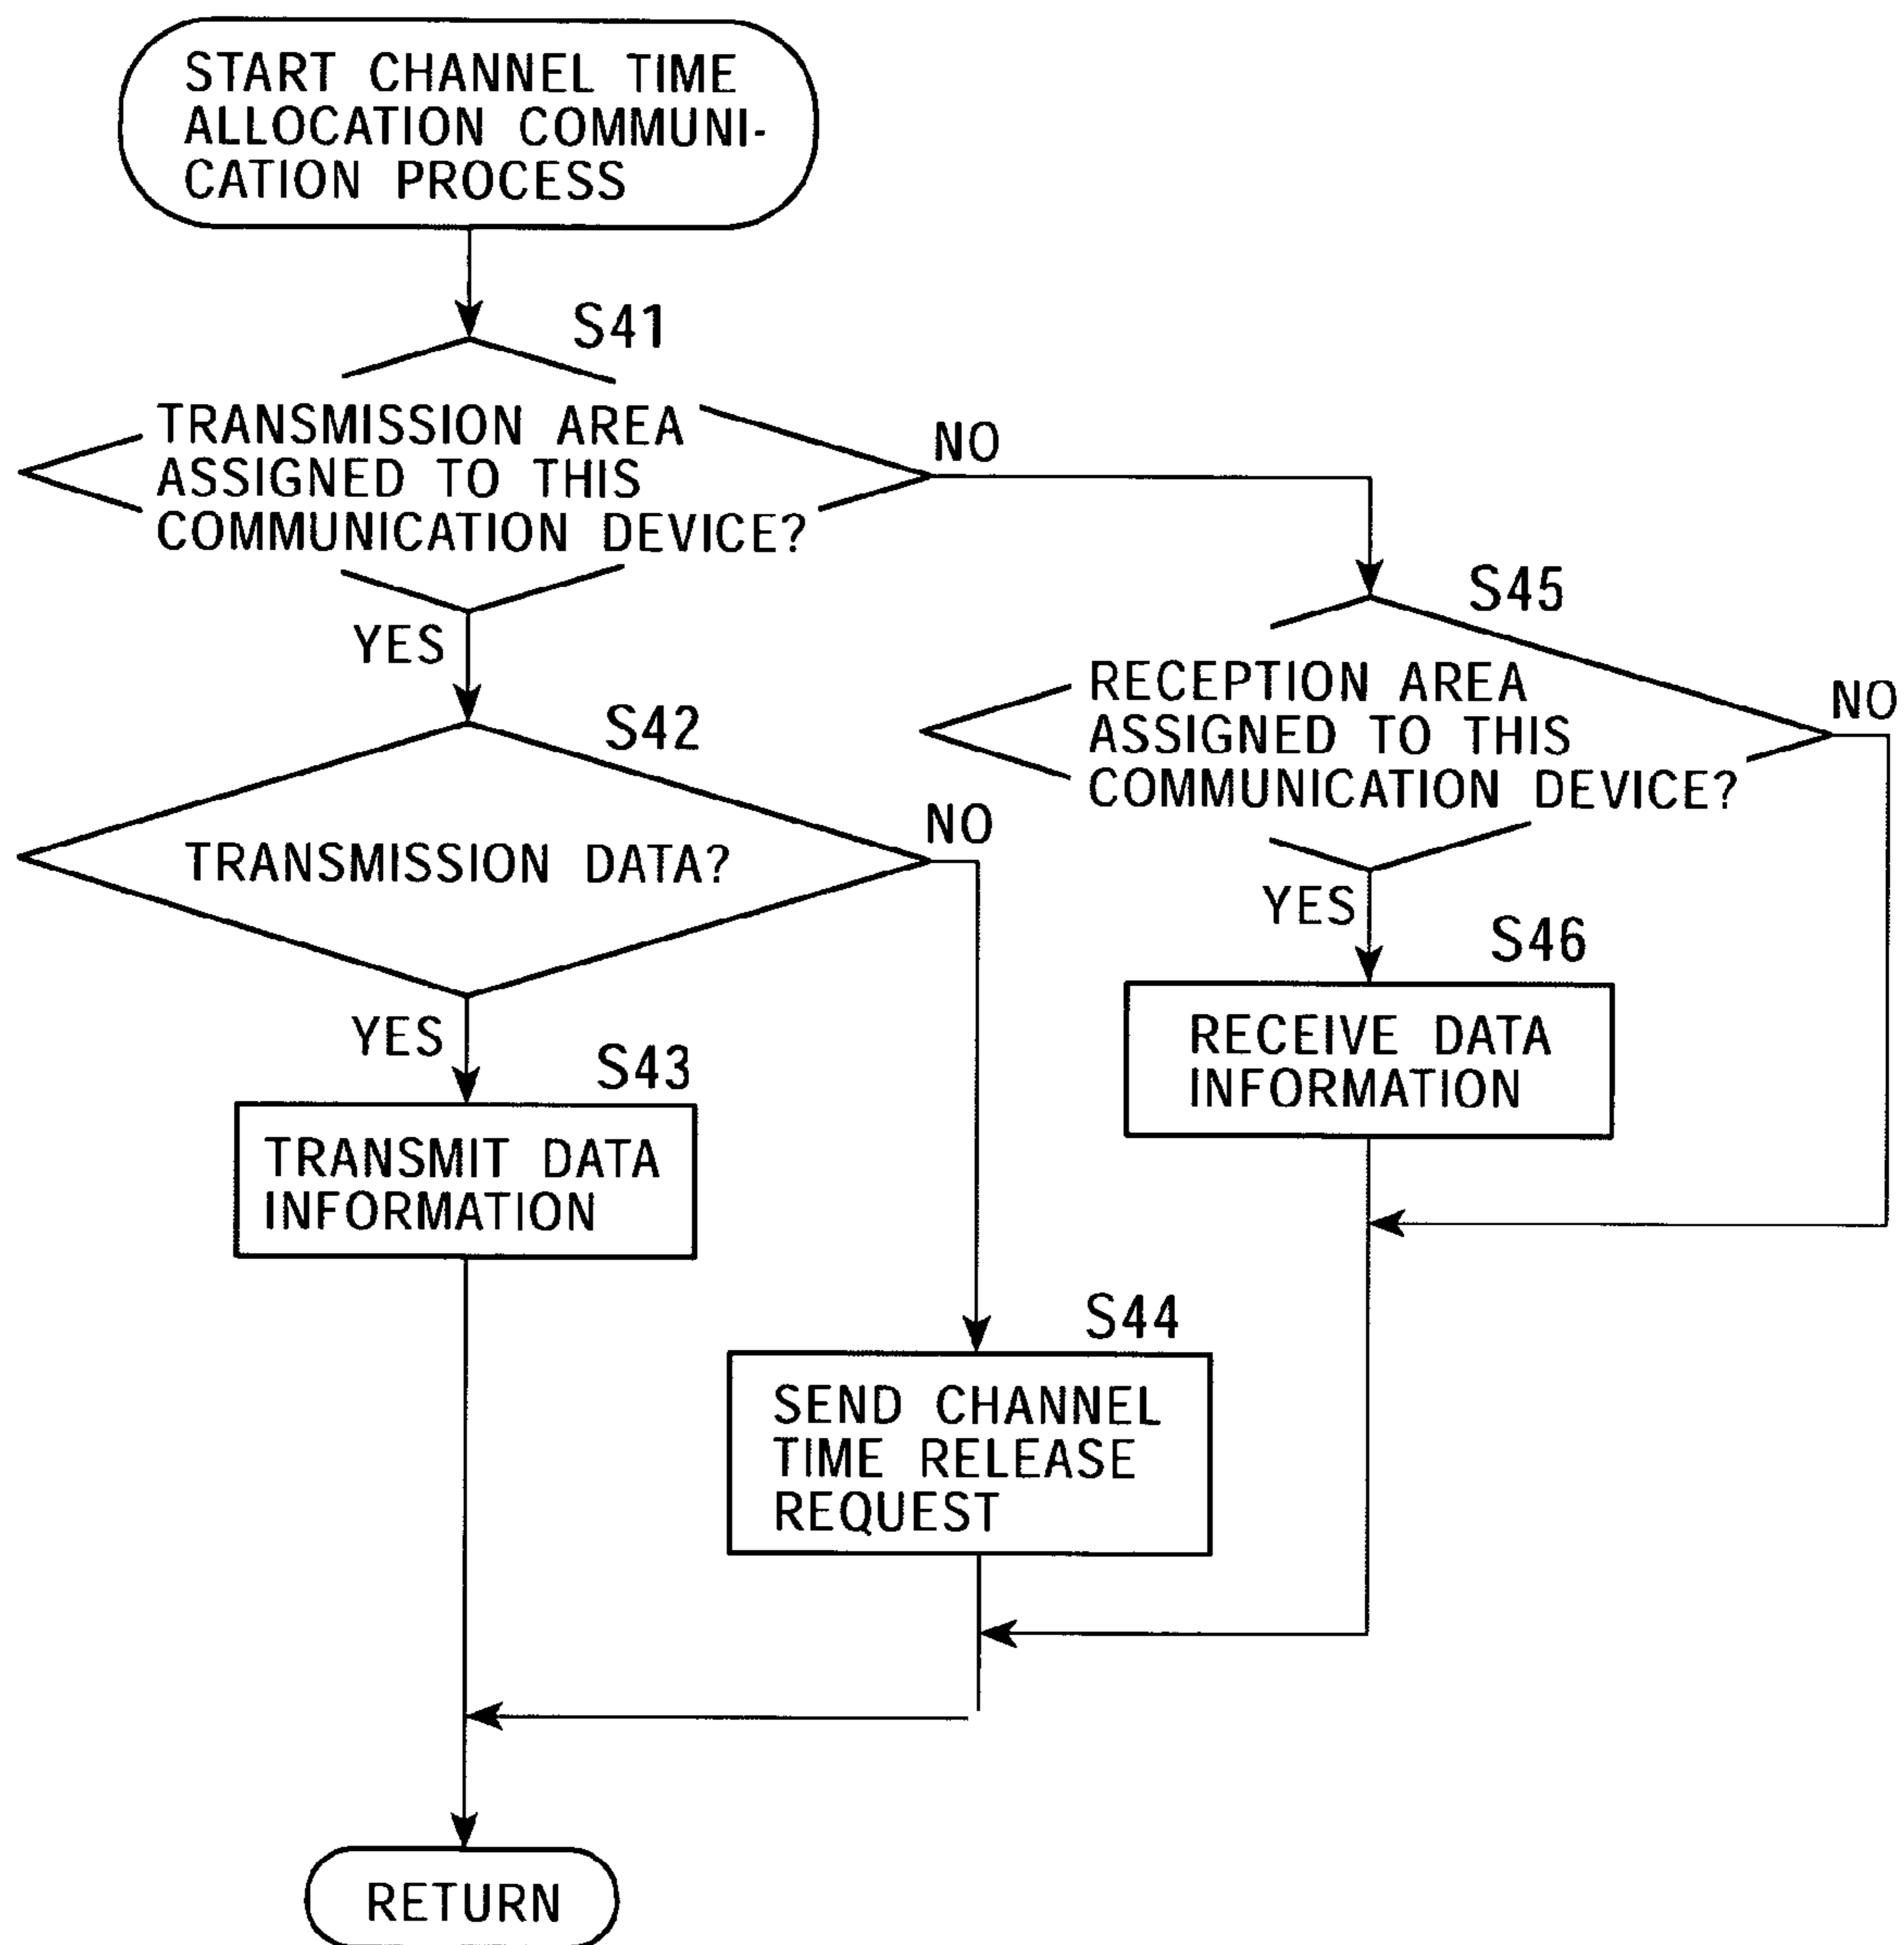 START CHANNEL TIME
ALLOCATION COMMUNI-
CATION PROCESS
S41
TRANSMISSION AREA
ASSIGNED TO THIS
COMMUNICATION DEVICE?
NO
YES
S45
RECEPTION AREA
ASSIGNED TO THIS
COMMUNICATION DEVICE?
NO
YES
S42
TRANSMISSION DATA?
NO
YES
S46
RECEIVE DATA
INFORMATION
S43
TRANSMIT DATA
INFORMATION
S44
SEND CHANNEL
TIME RELEASE
REQUEST
RETURN